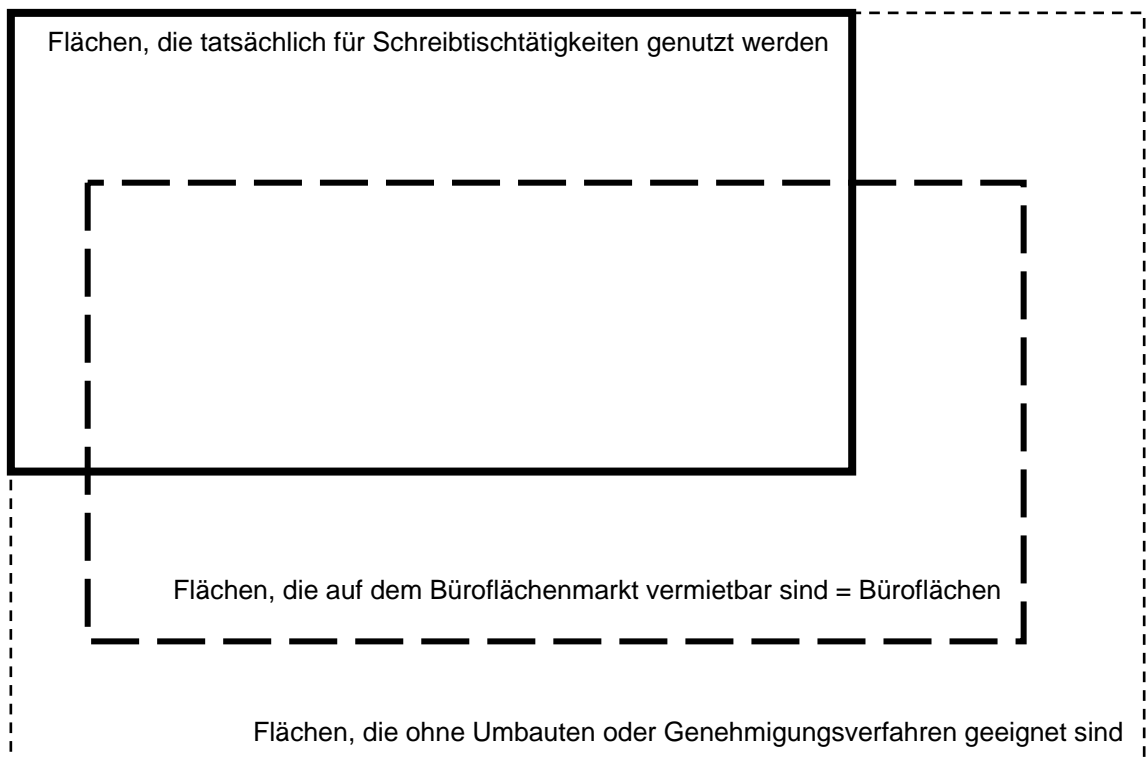 Flächen, die tatsächlich für Schreibtischtätigkeiten genutzt werden
Flächen, die auf dem Büroflächenmarkt vermietbar sind = Büroflächen
Flächen, die ohne Umbauten oder Genehmigungsverfahren geeignet sind